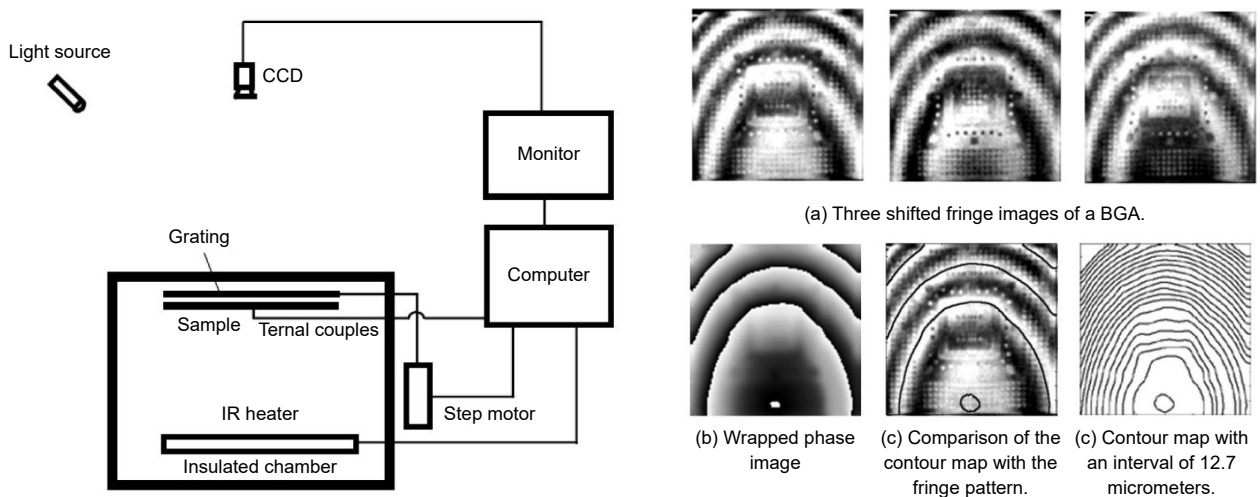 Light source
CCD
Monitor
Grating
Computer
Sample
Ternal couples
IR heater
Step motor
Insulated chamber
(a) Three shifted fringe images of a BGA.
(b) Wrapped phase
image
(c) Comparison of the
contour map with the
fringe pattern.
(c) Contour map with
an interval of 12.7
micrometers.